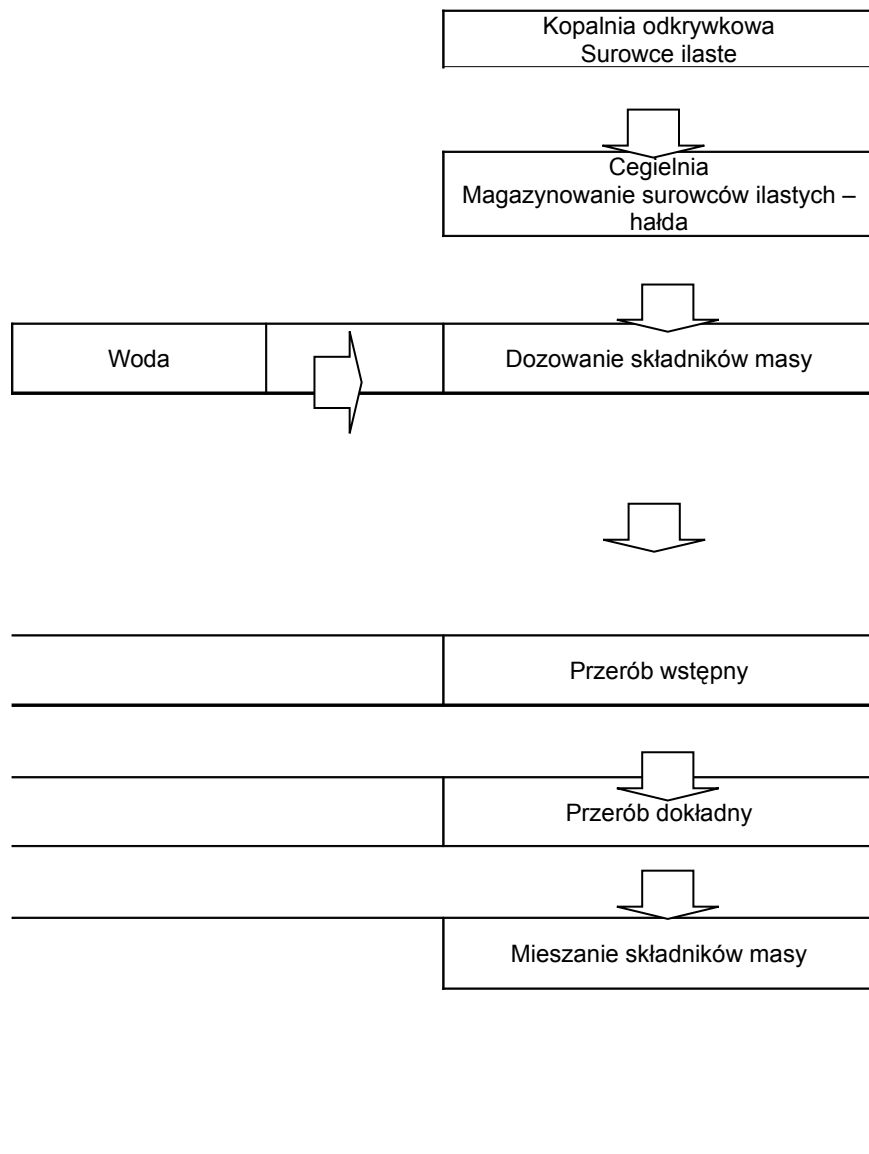 Kopalnia odkrywkowa
Surowce ilaste
Cegielnia
Magazynowanie surowców ilastych –
hałda
Woda
Dozowanie składników masy
Przerób wstępny
Przerób dokładny
Mieszanie składników masy